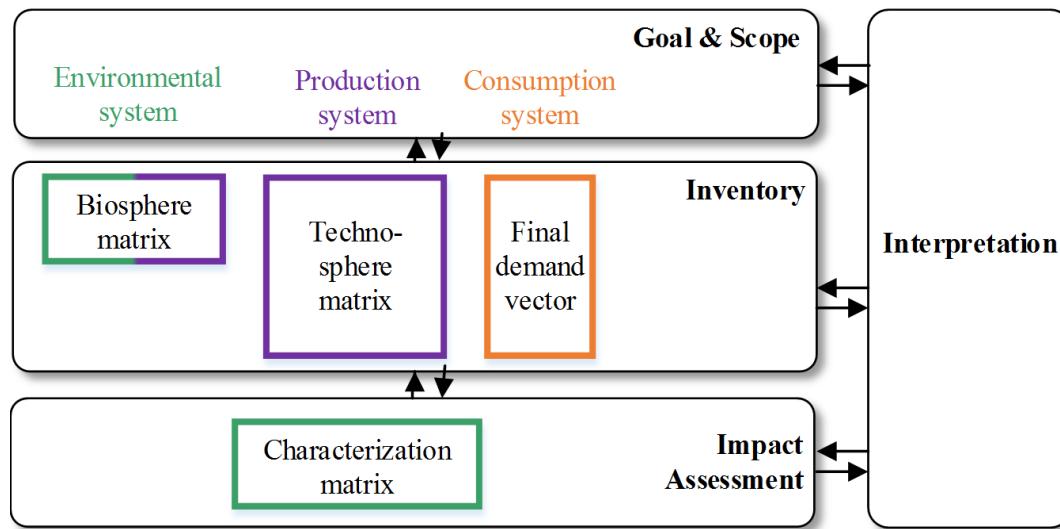 Goal & Scope
Environmental
system
Production
system
Consumption
system
Inventory
Biosphere
matrix
Techno-
sphere
matrix
Final
demand
vector
Interpretation
Impact
Assessment
Characterization
matrix